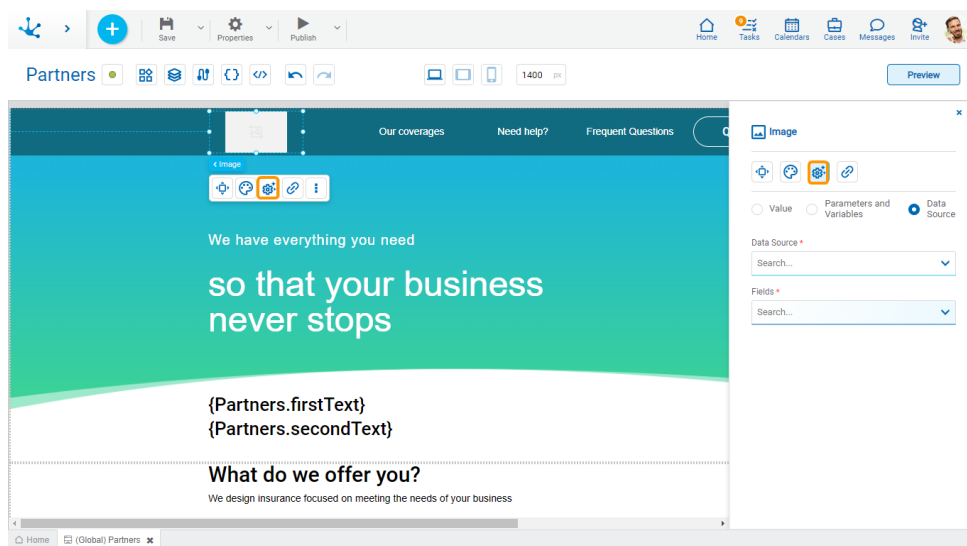 Save
Properties
Publish
Home
9
Tasks
Calendars
Cases
Messages
Invite
Partners
1400 px
Preview
Our coverages
Need help?
Frequent Questions
Q
Image
Image
Value
Parameters and
Variables
Data
Source
Data Source *
Search...
Fields *
Search...
We have everything you need
so that your business
never stops
{Partners.firstText}
{Partners.secondText}
What do we offer you?
We design insurance focused on meeting the needs of your business
Home
(Global) Partners